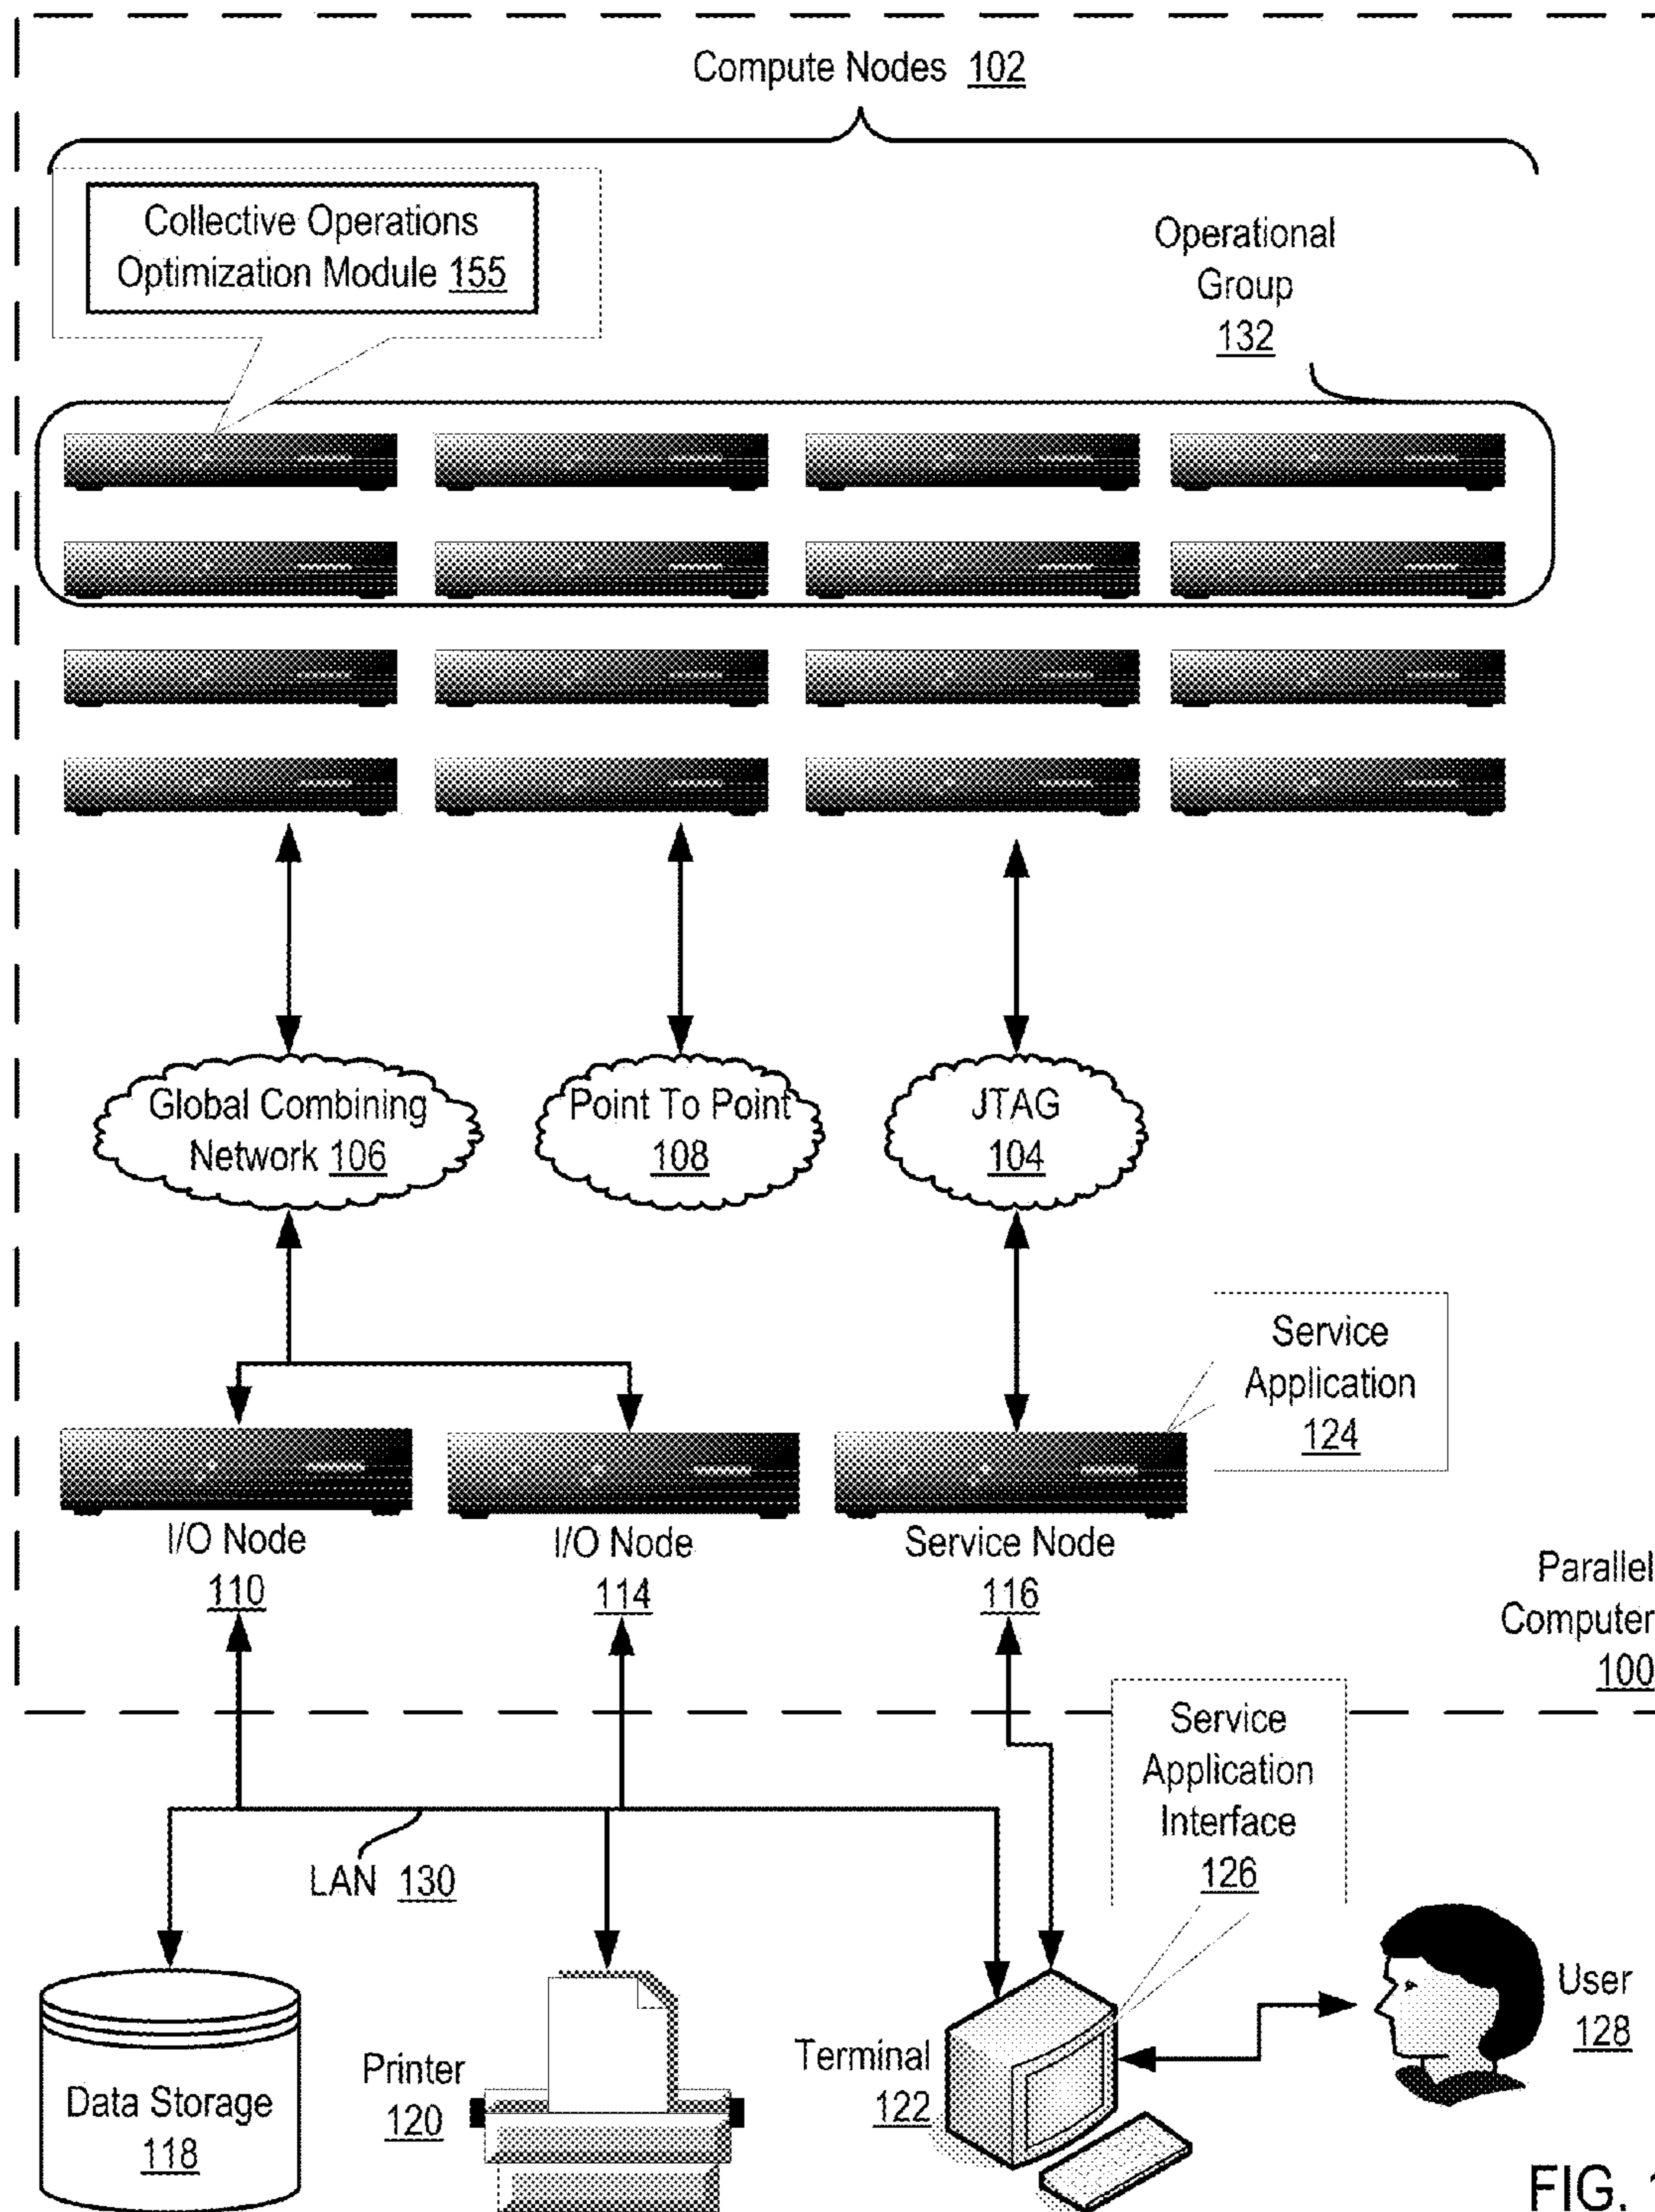 Compute Nodes 102
Collective Operations
Optimization Module 155
Operational
Group
132
Global Combining
Network 106
Point To Point
108
JTAG
104
Service
Application
124
I/O Node
110
I/O Node
114
Service Node
116
Parallel
Computer
100
Service
Application
Interface
126
LAN 130
Data Storage
118
Printer
120
Terminal
122
User
128
FIG. 1